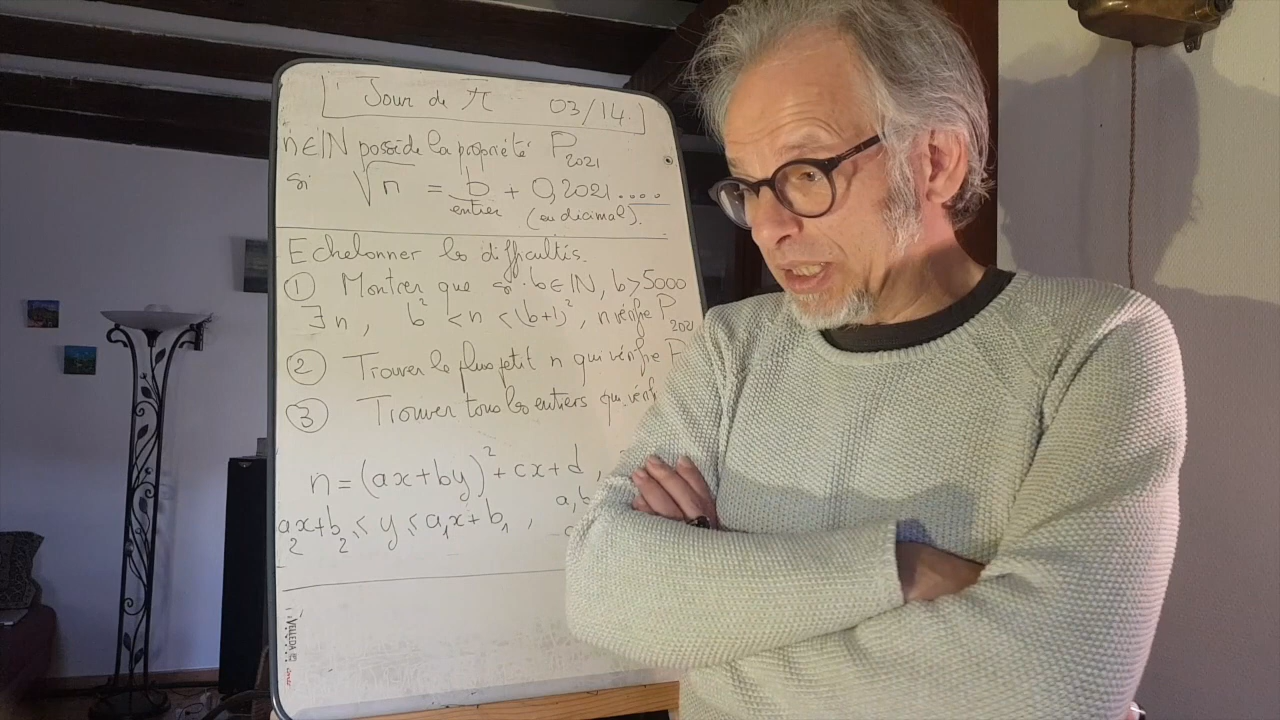 Jour de π 03/14.
n∈ℕ possède la propriété P₂₀₂₁
si √n = b + 0,2021....
entier (en décimal).
Echelonner les difficultés.
① Montrer que si b∈ℕ, b>5000
∃n, b²<n<(b+1)², n vérifie P₂₀₂₁
② Trouver le plus petit n qui vérifie P
③ Trouver tous les entiers qui vérif
n=(ax+by)²+cx+d,
a₂x+b₂≤y≤a₁x+b₁, a,b
VELLEDA